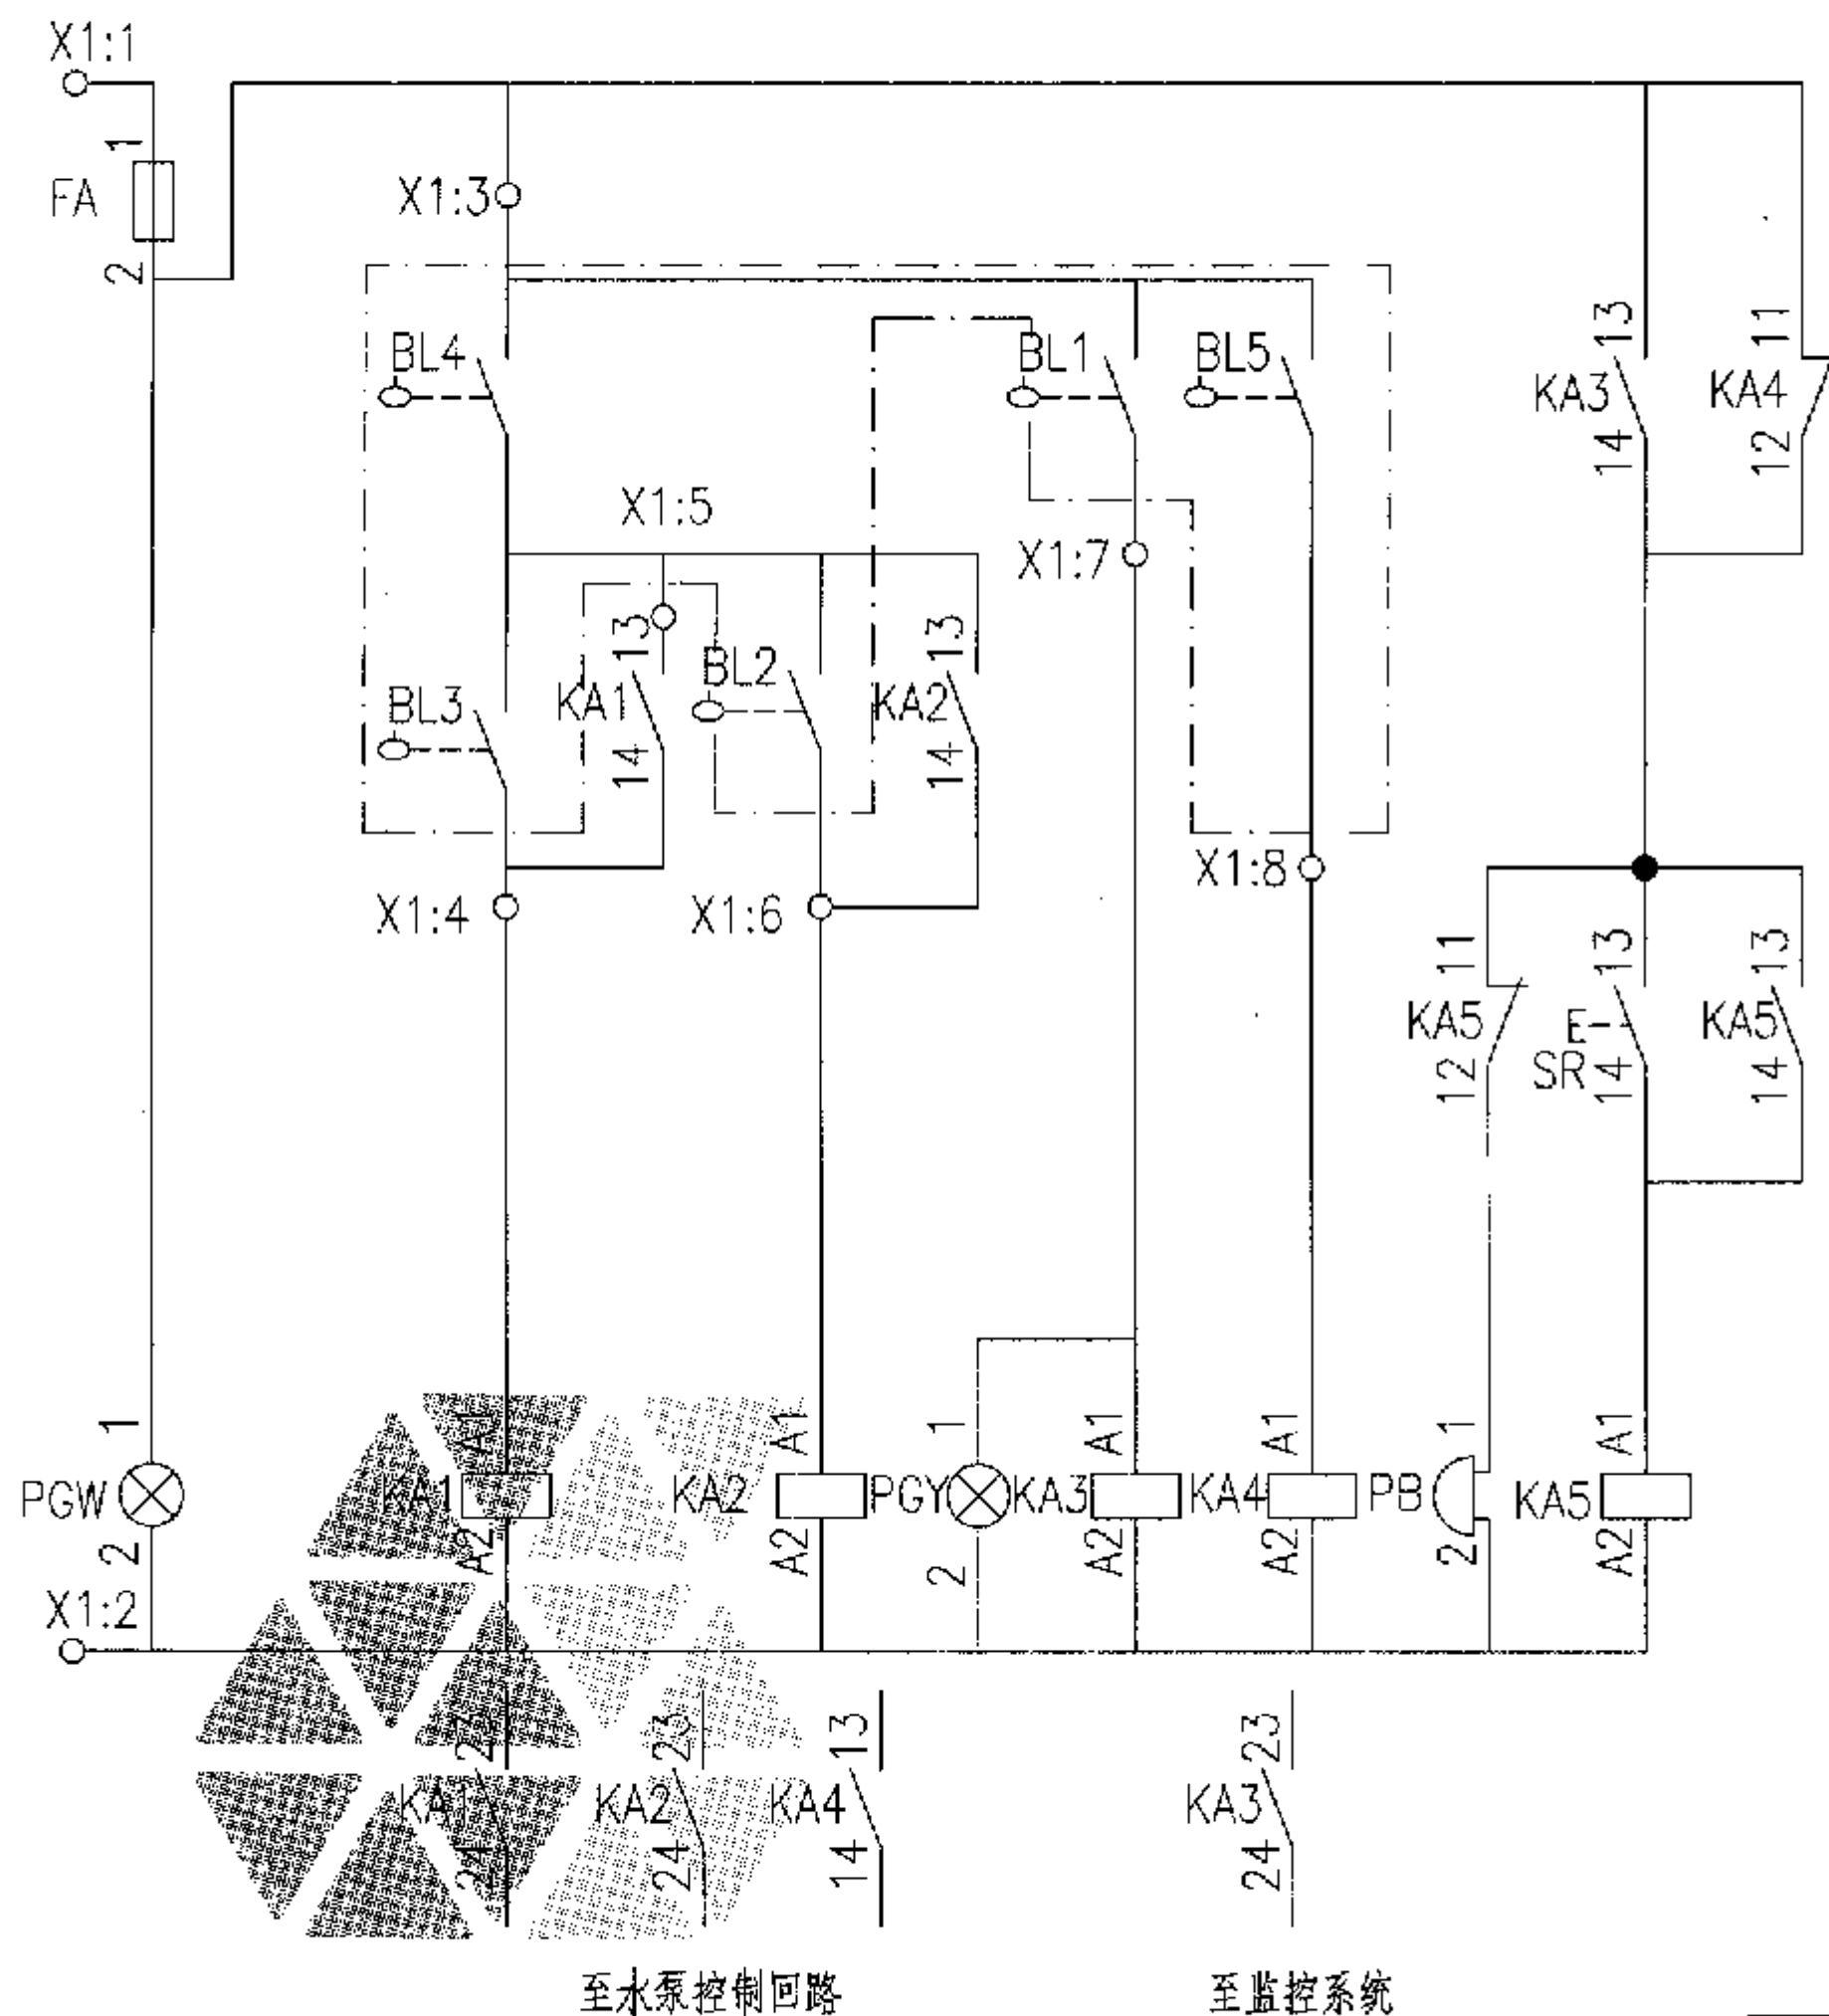 X1:1
1
FA
2
X1:3
BL4
BL1
BL5
13
KA3
14
11
KA4
12
X1:5
X1:7
BL3
13
KA1
14
BL2
13
KA2
14
X1:4
X1:6
X1:8
11
KA5
12
13
E
SR
14
13
KA5
14
1
PGW
2
A1
KA1
A2
A1
KA2
A2
1
PGY
2
A1
KA3
A2
A1
KA4
A2
1
PB
2
A1
KA5
A2
X1:2
23
KA1
24
23
KA2
24
13
KA4
14
23
KA3
24
至水泵控制回路
至监控系统